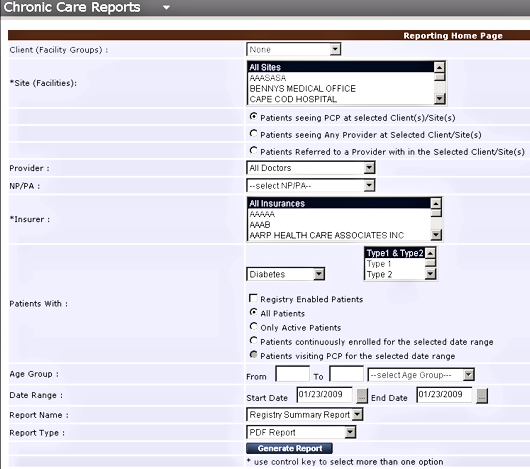 Chronic Care Reports
Reporting Home Page
Client (Facility Groups) : None
*Site (Facilities): All Sites
AAASASA
BENNYS MEDICAL OFFICE
CAPE COD HOSPITAL
Patients seeing PCP at selected Client(s)/Site(s)
Patients seeing Any Provider at Selected Client/Site(s)
Patients Referred to a Provider with in the Selected Client/Site(s)
Provider : All Doctors
NP/PA : --select NP/PA--
*Insurer : All Insurances
AAAAA
AAAB
AARP HEALTH CARE ASSOCIATES INC
Patients With : Diabetes
Type1 & Type2
Type 1
Type 2
Registry Enabled Patients
All Patients
Only Active Patients
Patients continuously enrolled for the selected date range
Patients visiting PCP for the selected date range
Age Group : From To --select Age Group---
Date Range : Start Date 01/23/2009 ... End Date 01/23/2009 ...
Report Name : Registry Summary Report
Report Type : PDF Report
Generate Report
* use control key to select more than one option